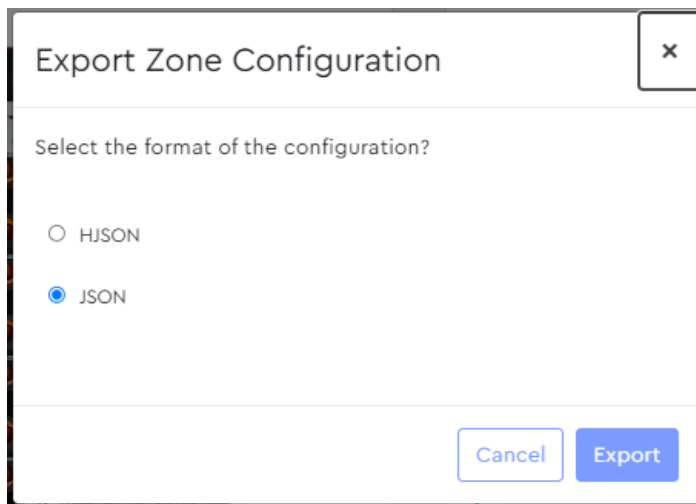 Export Zone Configuration
Select the format of the configuration?
HJSON
JSON
Cancel Export